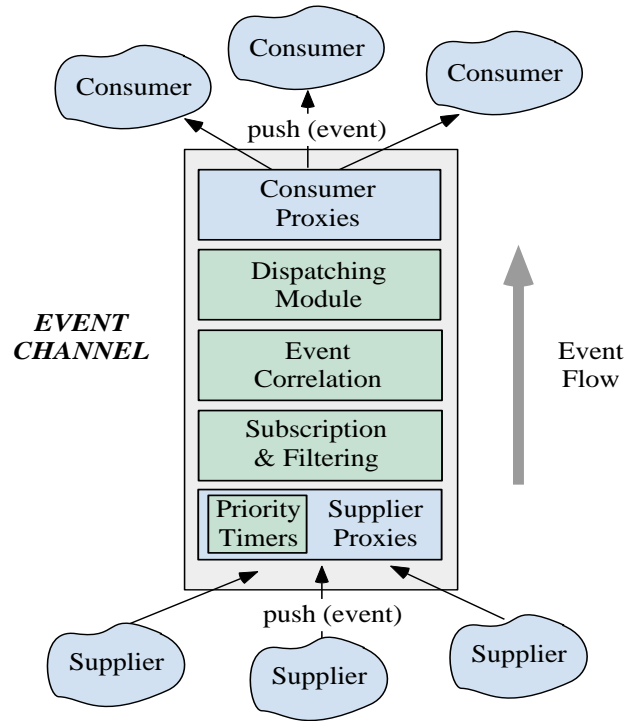 Consumer
Consumer
Consumer
push (event)
Consumer
Proxies
Dispatching
Module
EVENT
CHANNEL
Event
Correlation
Event
Flow
Subscription
& Filtering
Priority
Timers
Supplier
Proxies
push (event)
Supplier
Supplier
Supplier